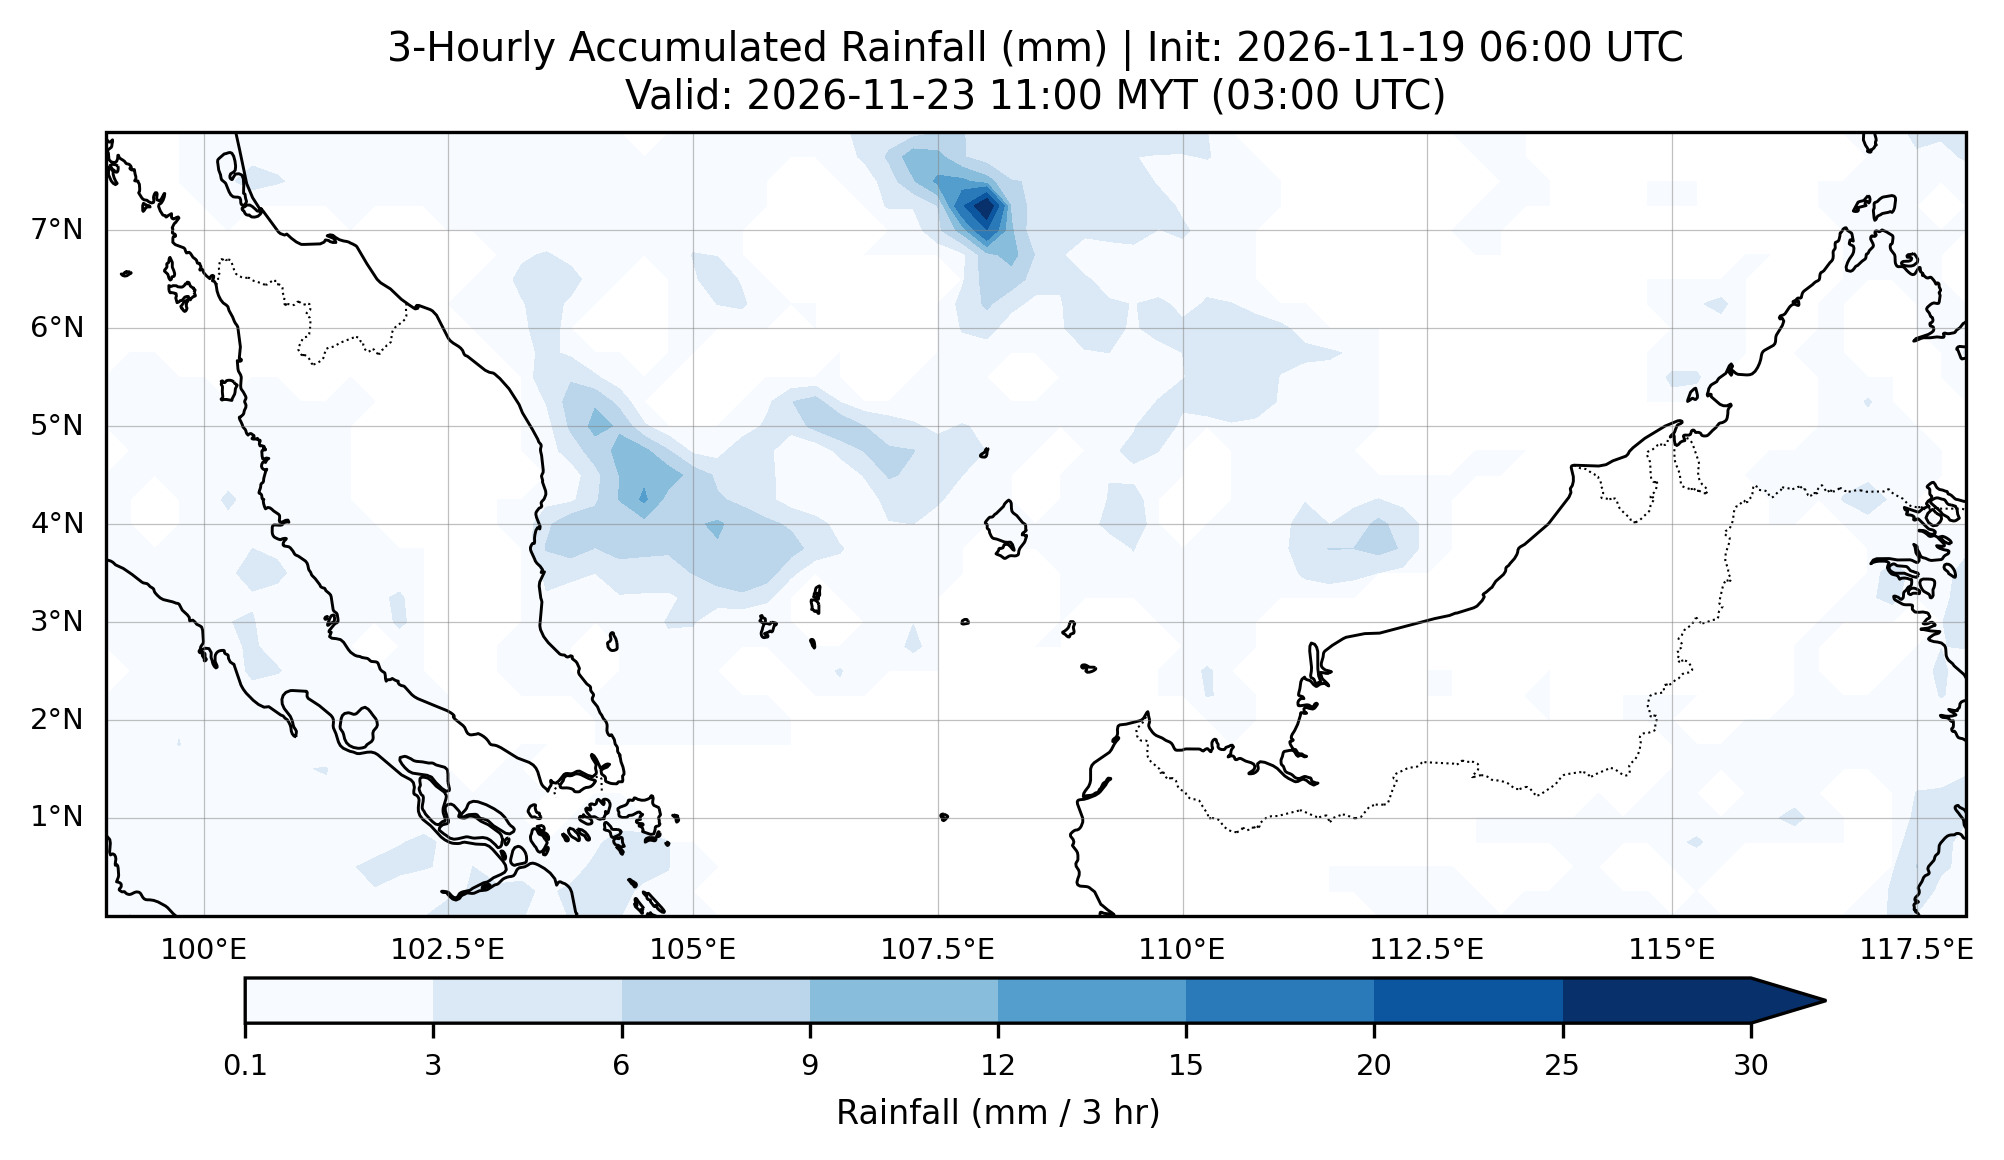 3-Hourly Accumulated Rainfall (mm) | Init: 2026-11-19 06:00 UTC
Valid: 2026-11-23 11:00 MYT (03:00 UTC)
7°N
6°N
5°N
4°N
3°N
2°N
1°N
100°E 102.5°E 105°E 107.5°E 110°E 112.5°E 115°E 117.5°E
0.1 3 6 9 12 15 20 25 30
Rainfall (mm / 3 hr)